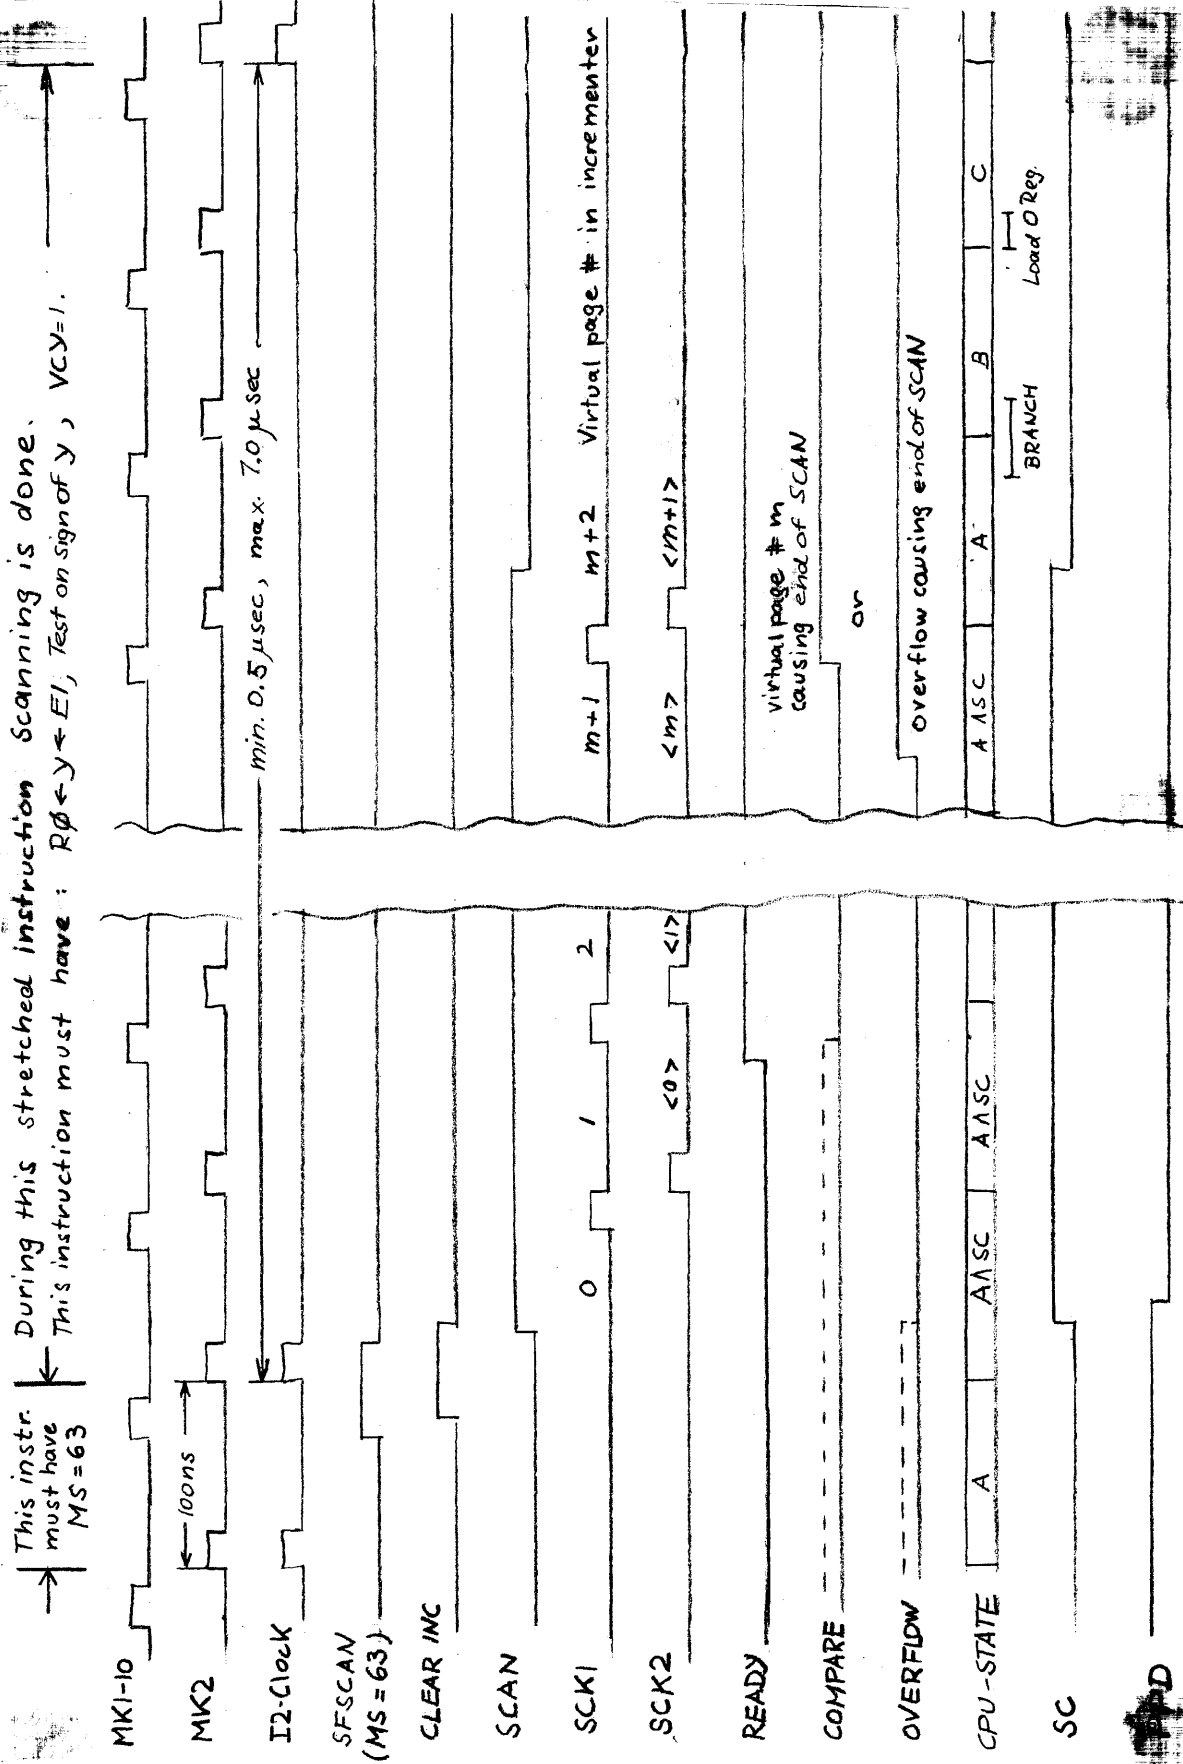 This instr.
must have
MS=63
During this stretched instruction Scanning is done.
This instruction must have : RØ ← y ← EI, Test on sign of y, VCY=1.
MK1-10
MK2
100ns
I2-Clock
min. 0.5 µsec, max. 7.0 µsec
SFSCAN
(MS=63)
CLEAR INC
SCAN
SCK1
0 1 2 m+1 m+2 Virtual page # in incrementer
SCK2
<0> <1> <m> <m+1>
READY
virtual page # m
causing end of SCAN
COMPARE
or
OVERFLOW
overflow causing end of SCAN
CPU-STATE
A A∧SC A∧SC A∧SC A B C
BRANCH
Load O Reg.
SC